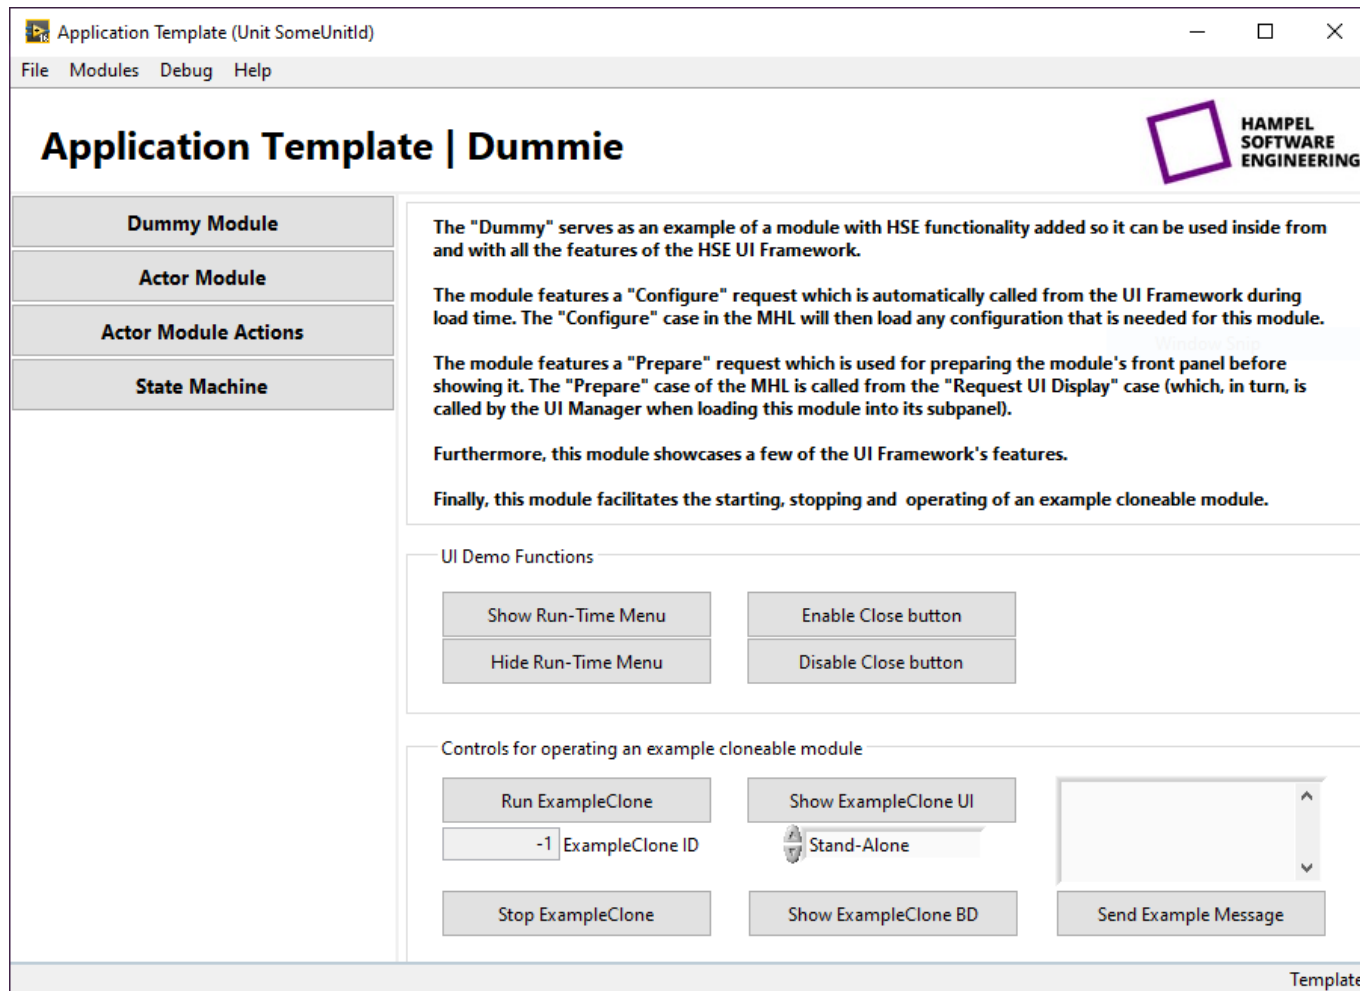 Application Template (Unit SomeUnitId)
File Modules Debug Help
Application Template | Dummie
HAMPEL
SOFTWARE
ENGINEERING
Dummy Module
Actor Module
Actor Module Actions
State Machine
The "Dummy" serves as an example of a module with HSE functionality added so it can be used inside from
and with all the features of the HSE UI Framework.
The module features a "Configure" request which is automatically called from the UI Framework during
load time. The "Configure" case in the MHL will then load any configuration that is needed for this module.
Window Snip
The module features a "Prepare" request which is used for preparing the module's front panel before
showing it. The "Prepare" case of the MHL is called from the "Request UI Display" case (which, in turn, is
called by the UI Manager when loading this module into its subpanel).
Furthermore, this module showcases a few of the UI Framework's features.
Finally, this module facilitates the starting, stopping and  operating of an example cloneable module.
UI Demo Functions
Show Run-Time Menu
Enable Close button
Hide Run-Time Menu
Disable Close button
Controls for operating an example cloneable module
Run ExampleClone
Show ExampleClone UI
-1 ExampleClone ID
Stand-Alone
Stop ExampleClone
Show ExampleClone BD
Send Example Message
Template